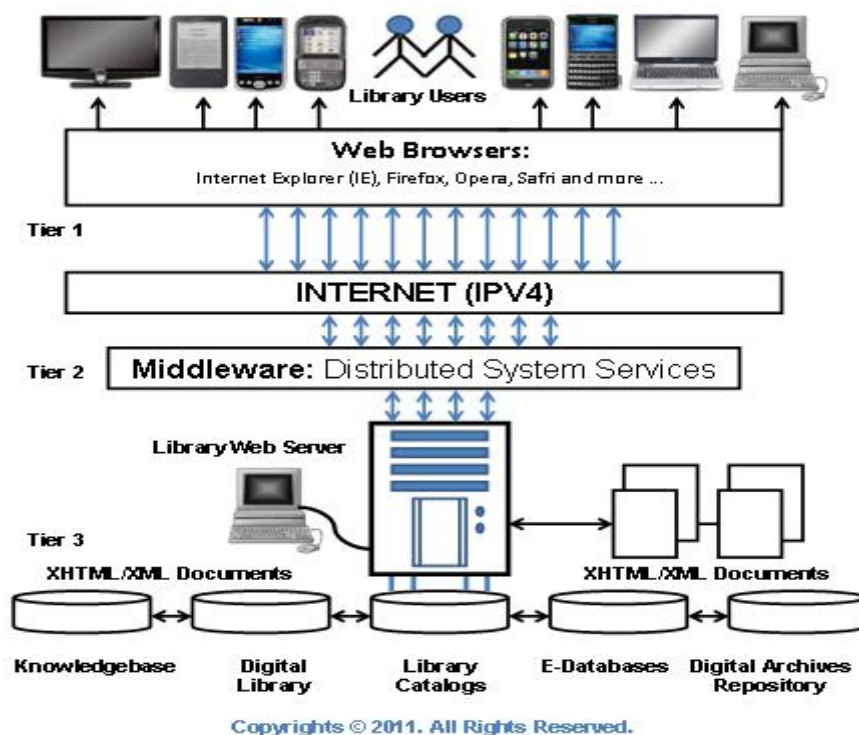 Library Users
Web Browsers:
Internet Explorer (IE), Firefox, Opera, Safri and more ...
Tier 1
INTERNET (IPV4)
Tier 2
Middleware: Distributed System Services
Library Web Server
Tier 3
XHTML/XML Documents
XHTML/XML Documents
Knowledgebase
Digital
Library
Library
Catalogs
E-Databases
Digital Archives
Repository
Copyrights © 2011. All Rights Reserved.